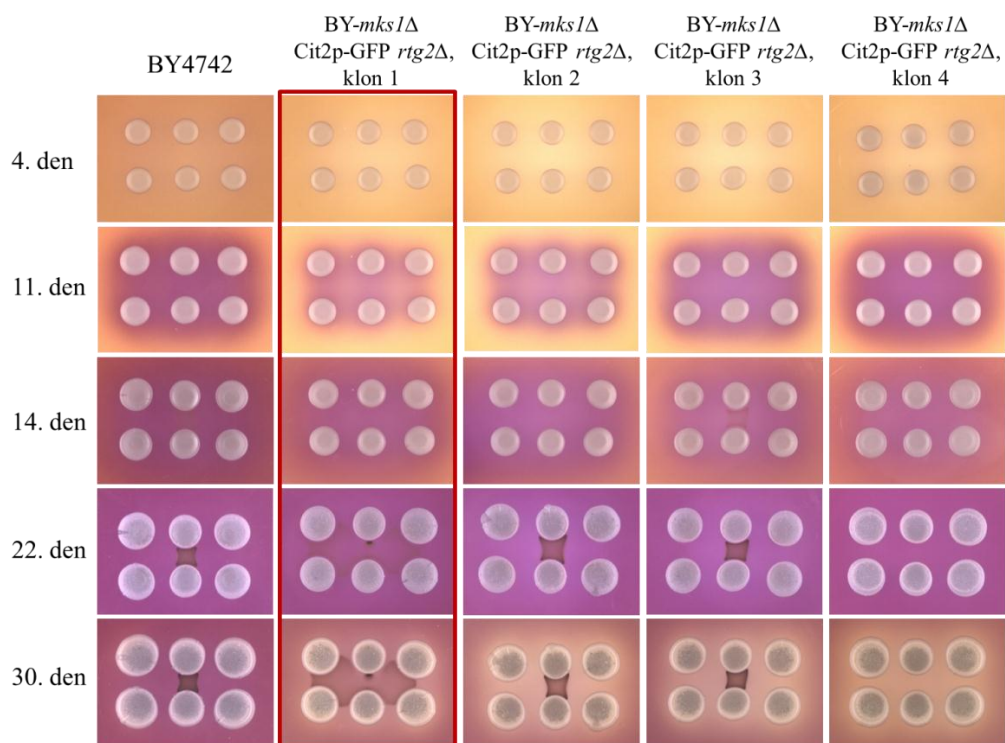 BY4742
BY-mks1Δ
Cit2p-GFP rtg2Δ,
klon 1
BY-mks1Δ
Cit2p-GFP rtg2Δ,
klon 2
BY-mks1Δ
Cit2p-GFP rtg2Δ,
klon 3
BY-mks1Δ
Cit2p-GFP rtg2Δ,
klon 4
4. den
11. den
14. den
22. den
30. den